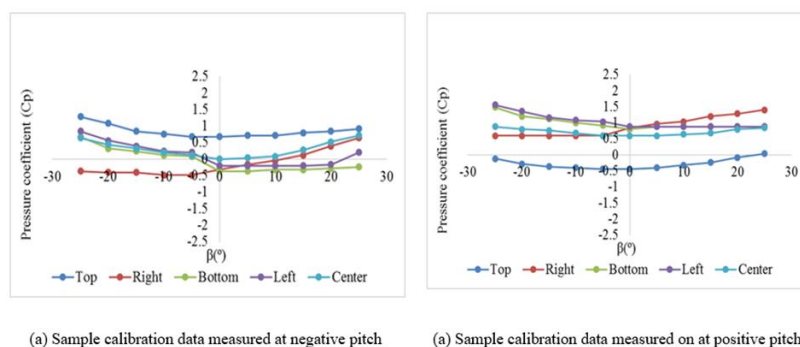 Pressure coefficient (Cp)
2.5
2
1.5
1
0.5
0
-0.5
-1
-1.5
-2
-2.5
-30 -20 -10 0 10 20 30
β(º)
Top Right Bottom Left Center
(a) Sample calibration data measured at negative pitch
Pressure coefficient (Cp)
2.5
2
1.5
1
0.5
0
-0.5
-1
-1.5
-2
-2.5
-30 -20 -10 0 10 20 30
β(º)
Top Right Bottom Left Center
(a) Sample calibration data measured on at positive pitch